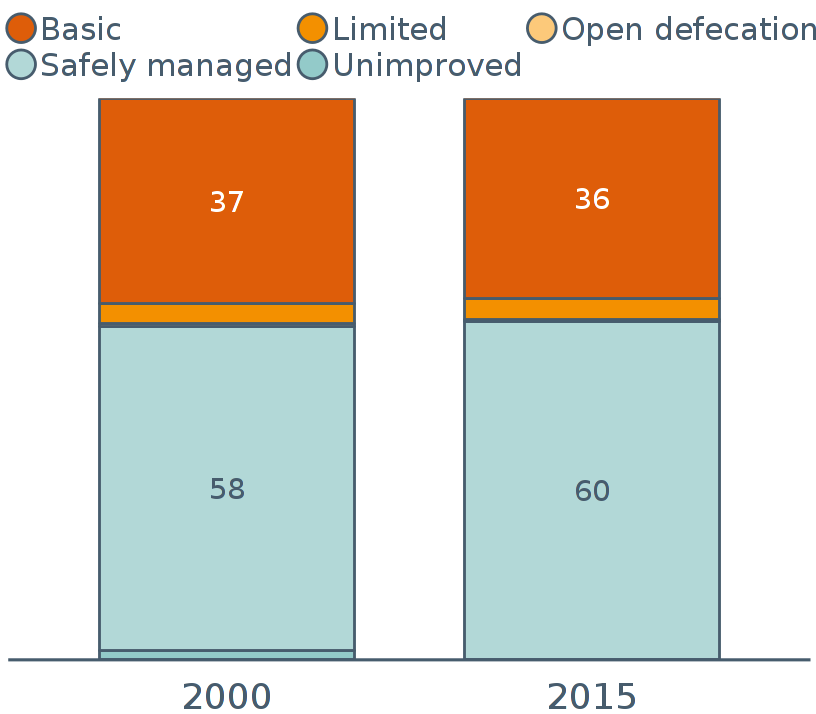 Basic Limited Open defecation
Safely managed Unimproved
37 36
58 60
2000 2015